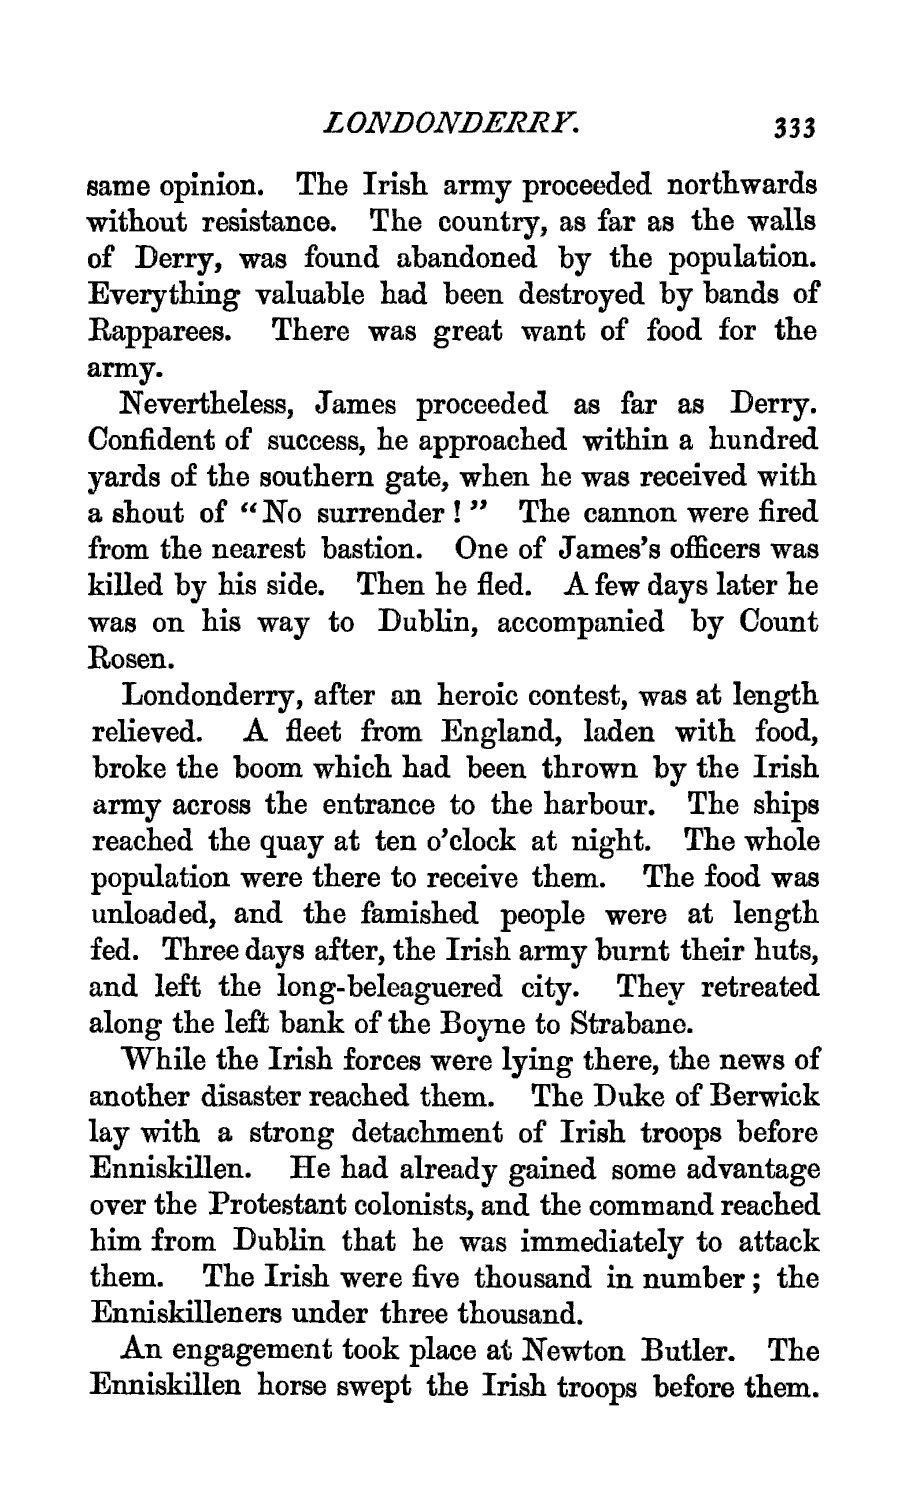 LONDONDERRY. 333
same opinion. The Irish army proceeded northwards
without resistance. The country, as far as the walls
of Derry, was found abandoned by the population.
Everything valuable had been destroyed by bands of
Rapparees. There was great want of food for the
army.
Nevertheless, James proceeded as far as Derry.
Confident of success, he approached within a hundred
yards of the southern gate, when he was received with
a shout of “No surrender!” The cannon were fired
from the nearest bastion. One of James’s officers was
killed by his side. Then he fled. A few days later he
was on his way to Dublin, accompanied by Count
Rosen.
Londonderry, after an heroic contest, was at length
relieved. A fleet from England, laden with food,
broke the boom which had been thrown by the Irish
army across the entrance to the harbour. The ships
reached the quay at ten o’clock at night. The whole
population were there to receive them. The food was
unloaded, and the famished people were at length
fed. Three days after, the Irish army burnt their huts,
and left the long-beleaguered city. They retreated
along the left bank of the Boyne to Strabane.
While the Irish forces were lying there, the news of
another disaster reached them. The Duke of Berwick
lay with a strong detachment of Irish troops before
Enniskillen. He had already gained some advantage
over the Protestant colonists, and the command reached
him from Dublin that he was immediately to attack
them. The Irish were five thousand in number; the
Enniskilleners under three thousand.
An engagement took place at Newton Butler. The
Enniskillen horse swept the Irish troops before them.